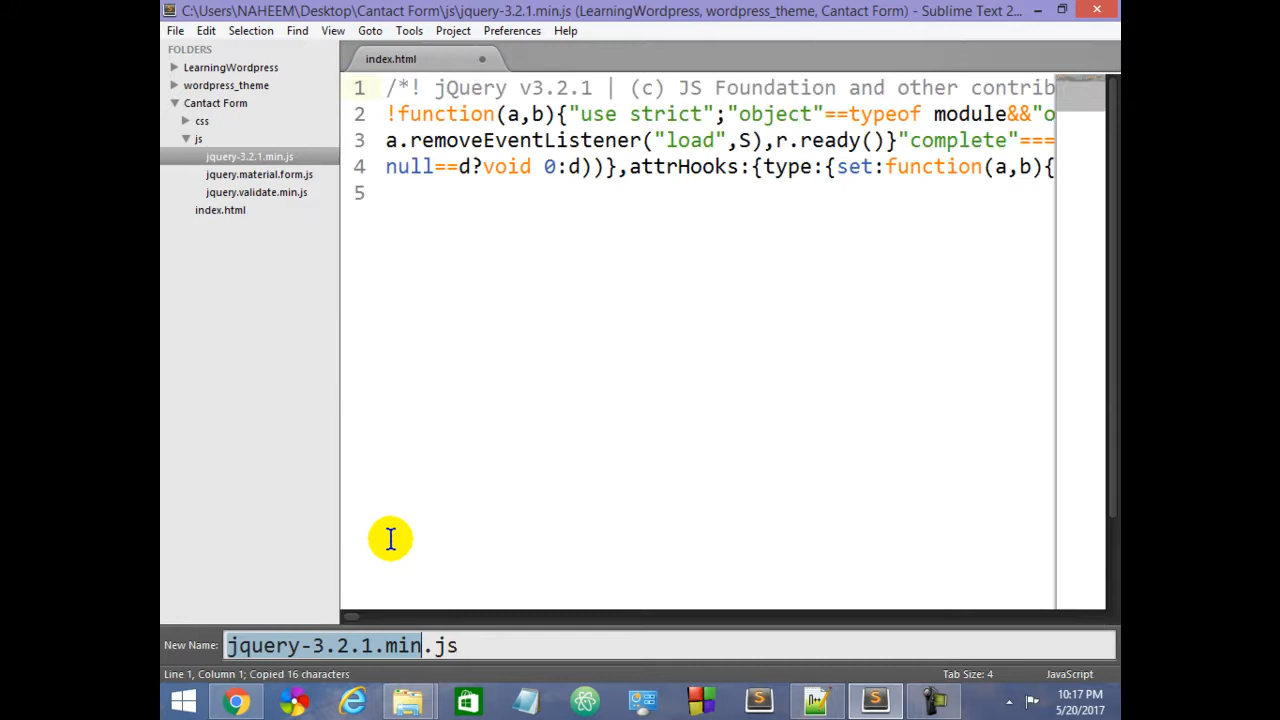 C:\Users\NAHEEM\Desktop\Cantact Form\js\jquery-3.2.1.min.js (LearningWordpress, wordpress_theme, Cantact Form) - Sublime Text 2...
File Edit Selection Find View Goto Tools Project Preferences Help
FOLDERS
LearningWordpress
wordpress_theme
Cantact Form
css
js
jquery-3.2.1.min.js
jquery.material.form.js
jquery.validate.min.js
index.html
index.html
1 /*! jQuery v3.2.1 | (c) JS Foundation and other contrib
2 !function(a,b){"use strict";"object"==typeof module&&"o
3 a.removeEventListener("load",S),r.ready()}"complete"===
4 null==d?void 0:d))},attrHooks:{type:{set:function(a,b){
5
New Name: jquery-3.2.1.min.js
Line 1, Column 1; Copied 16 characters
Tab Size: 4
JavaScript
10:17 PM
5/20/2017